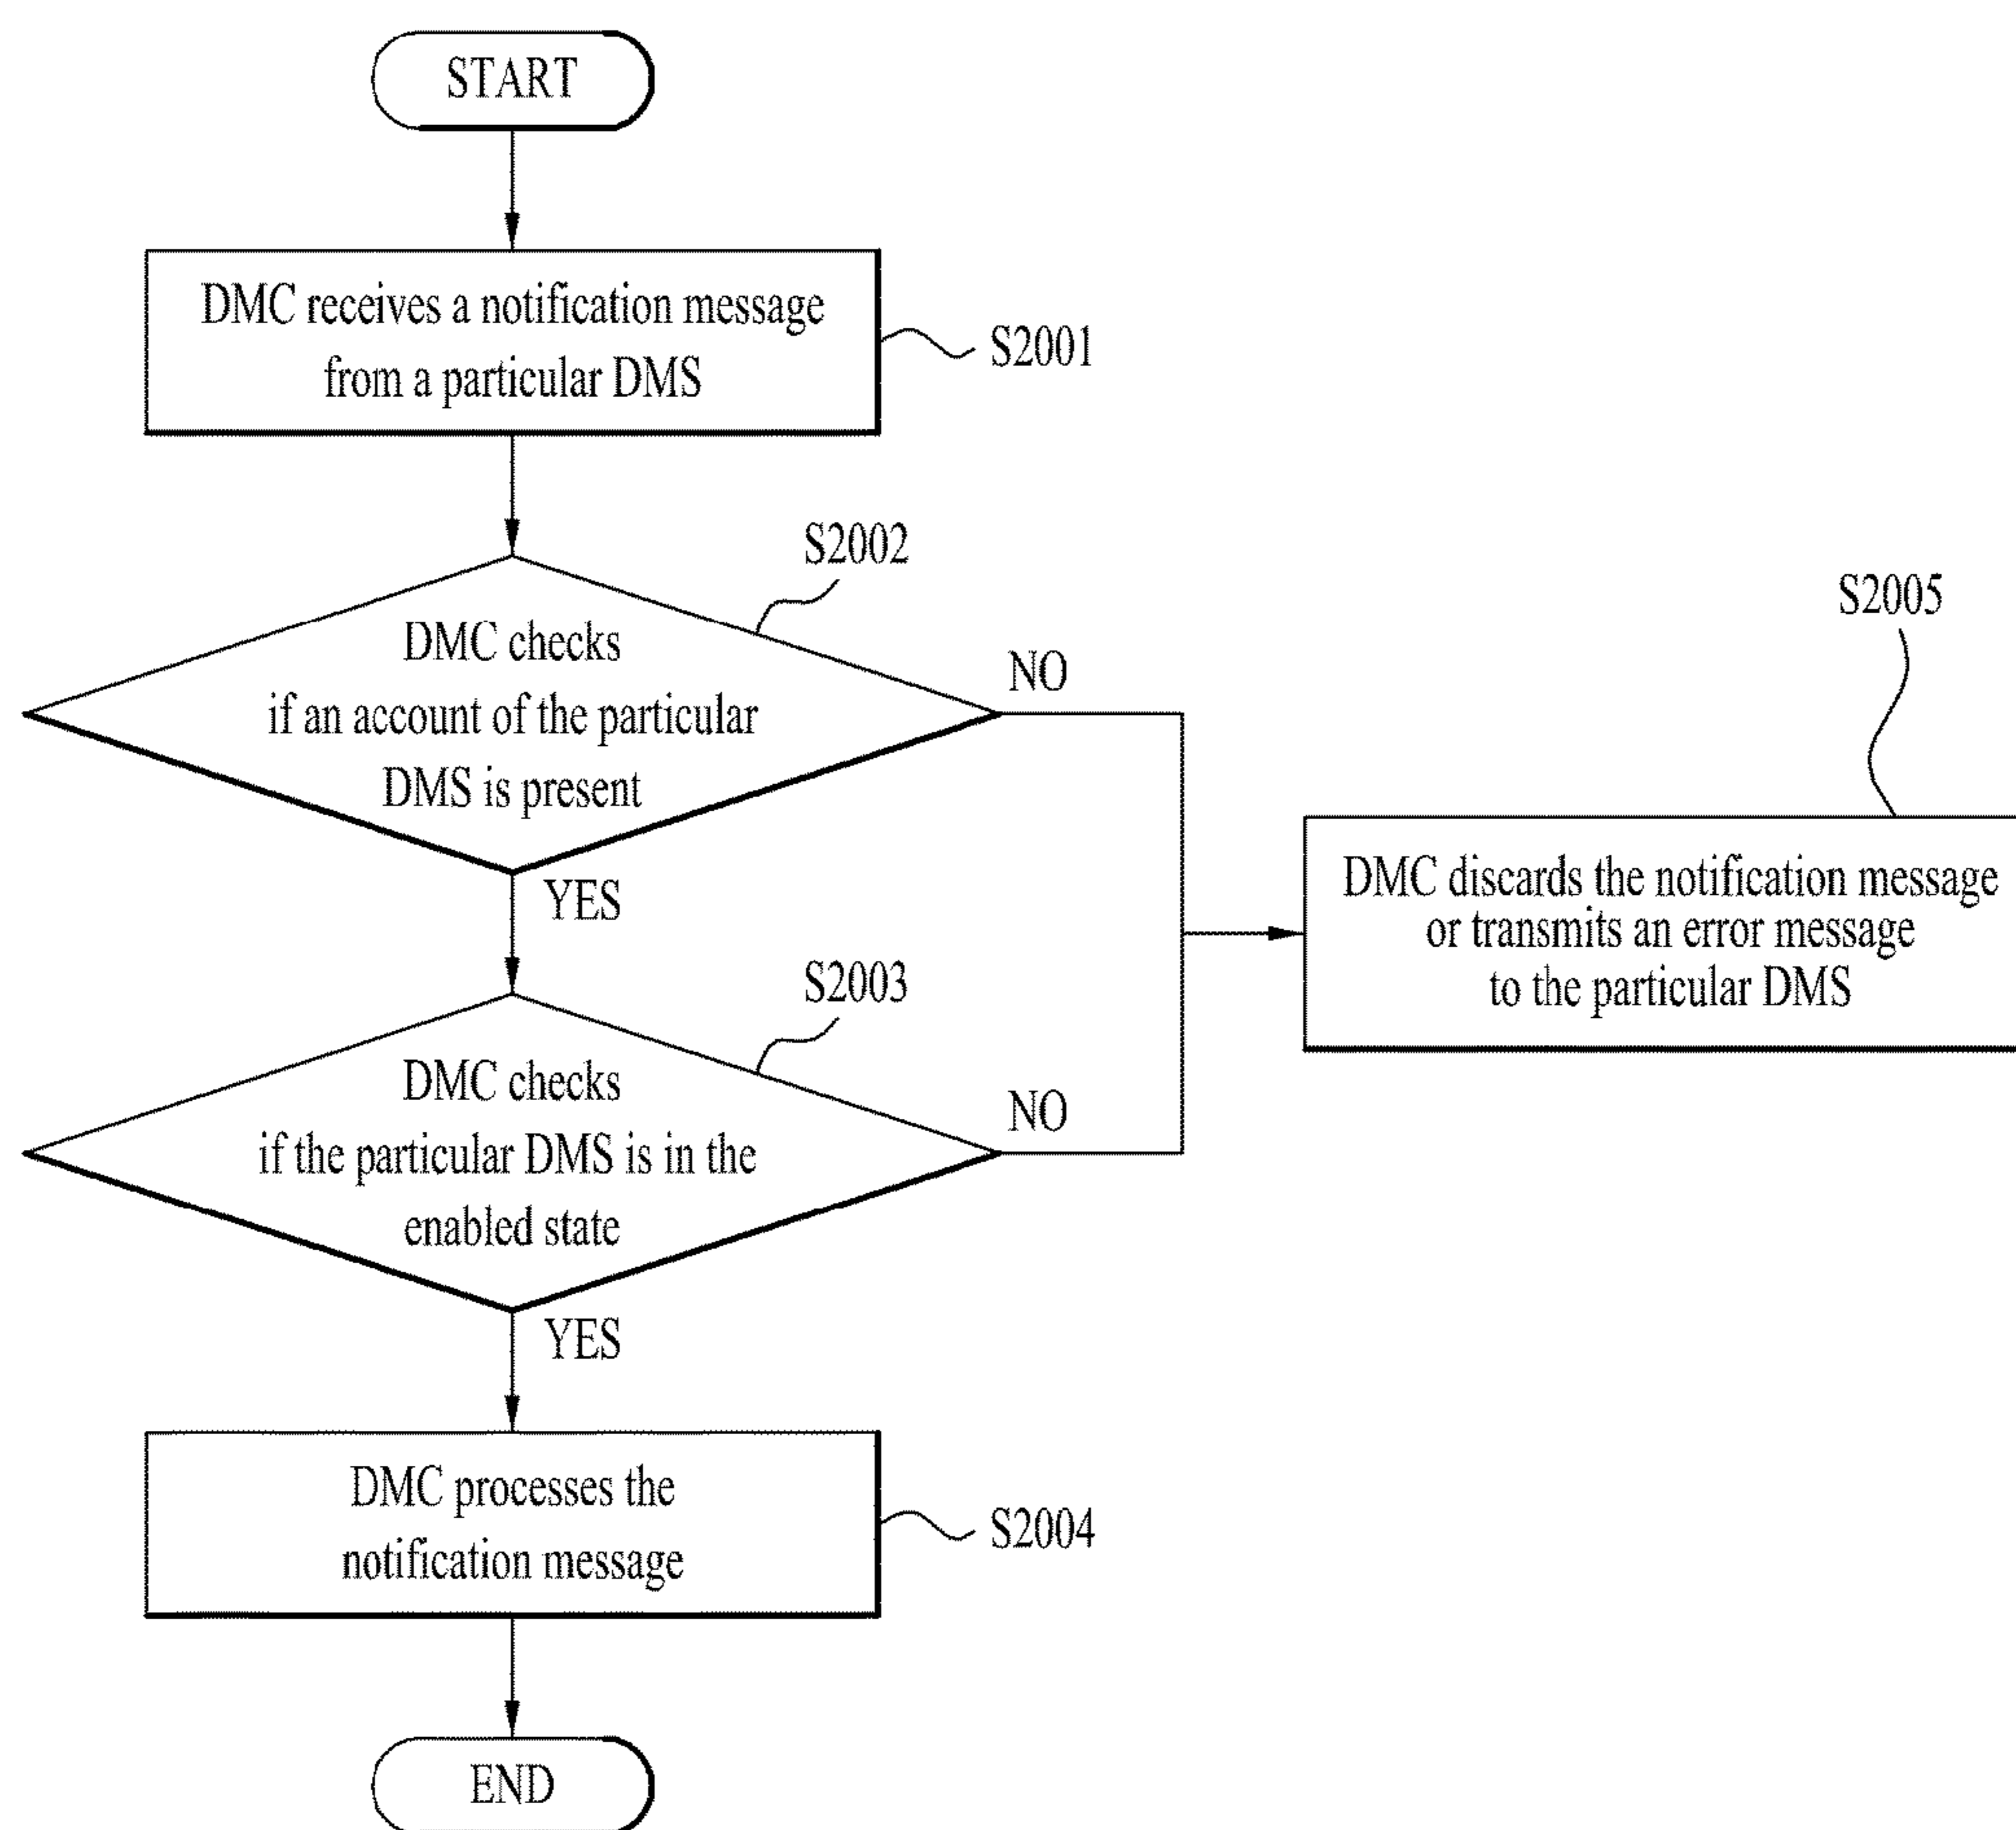 START
DMC receives a notification message
from a particular DMS
S2001
S2002
DMC checks
if an account of the particular
DMS is present
NO
YES
S2005
DMC discards the notification message
or transmits an error message
to the particular DMS
S2003
DMC checks
if the particular DMS is in the
enabled state
NO
YES
DMC processes the
notification message
S2004
END